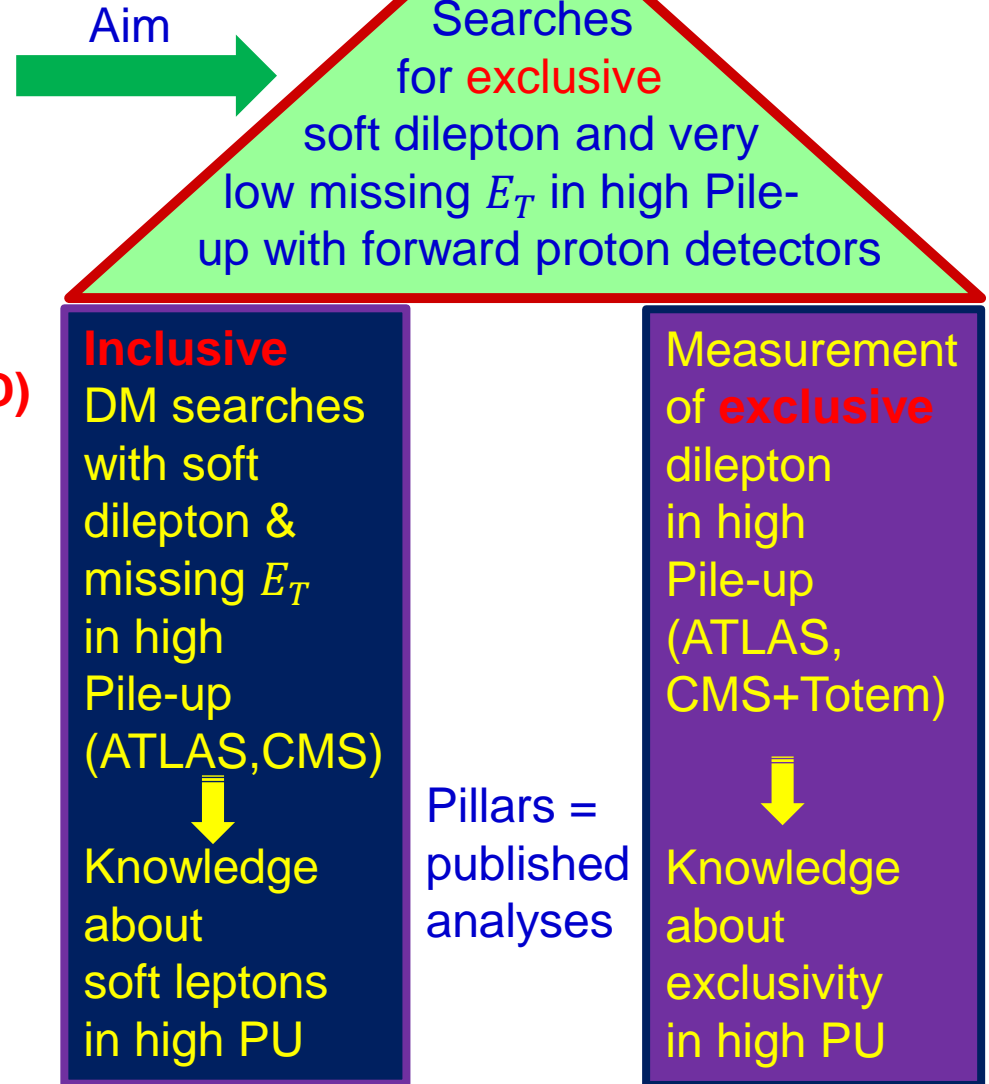 Aim
Searches
for exclusive
soft dilepton and very
low missing E_T in high Pile-
up with forward proton detectors
Inclusive
DM searches
with soft
dilepton &
missing E_T
in high
Pile-up
(ATLAS,CMS)
Knowledge
about
soft leptons
in high PU
Pillars =
published
analyses
Measurement
of exclusive
dilepton
in high
Pile-up
(ATLAS,
CMS+Totem)
Knowledge
about
exclusivity
in high PU